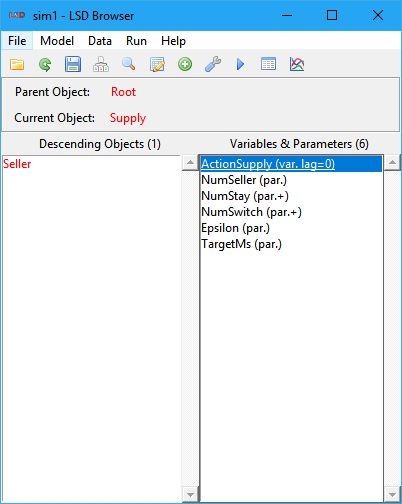 LSD sim1 - LSD Browser
File Model Data Run Help
Parent Object: Root
Current Object: Supply
Descending Objects (1) Variables & Parameters (6)
Seller
ActionSupply (var. lag=0)
NumSeller (par.)
NumStay (par.+)
NumSwitch (par.+)
Epsilon (par.)
TargetMs (par.)